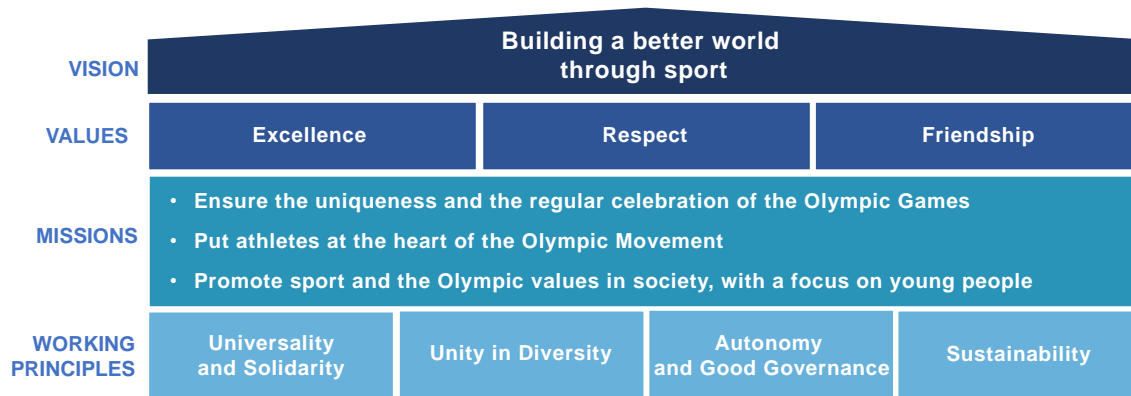 Building a better world
through sport
VISION
VALUES
Excellence
Respect
Friendship
MISSIONS
• Ensure the uniqueness and the regular celebration of the Olympic Games
• Put athletes at the heart of the Olympic Movement
• Promote sport and the Olympic values in society, with a focus on young people
WORKING
PRINCIPLES
Universality
and Solidarity
Unity in Diversity
Autonomy
and Good Governance
Sustainability